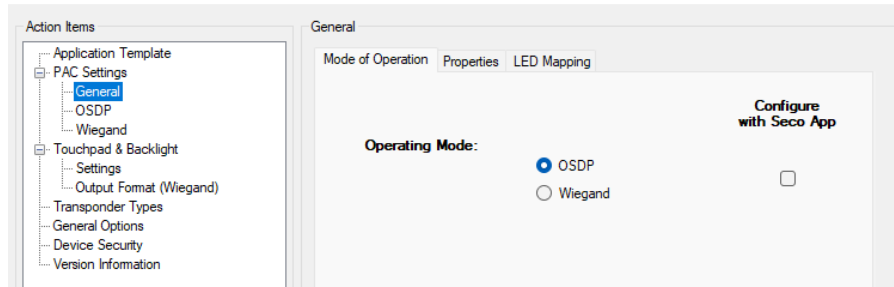 Action Items
Application Template
PAC Settings
General
OSDP
Wiegand
Touchpad & Backlight
Settings
Output Format (Wiegand)
Transponder Types
General Options
Device Security
Version Information
General
Mode of Operation Properties LED Mapping
Configure
with Seco App
Operating Mode:
OSDP
Wiegand